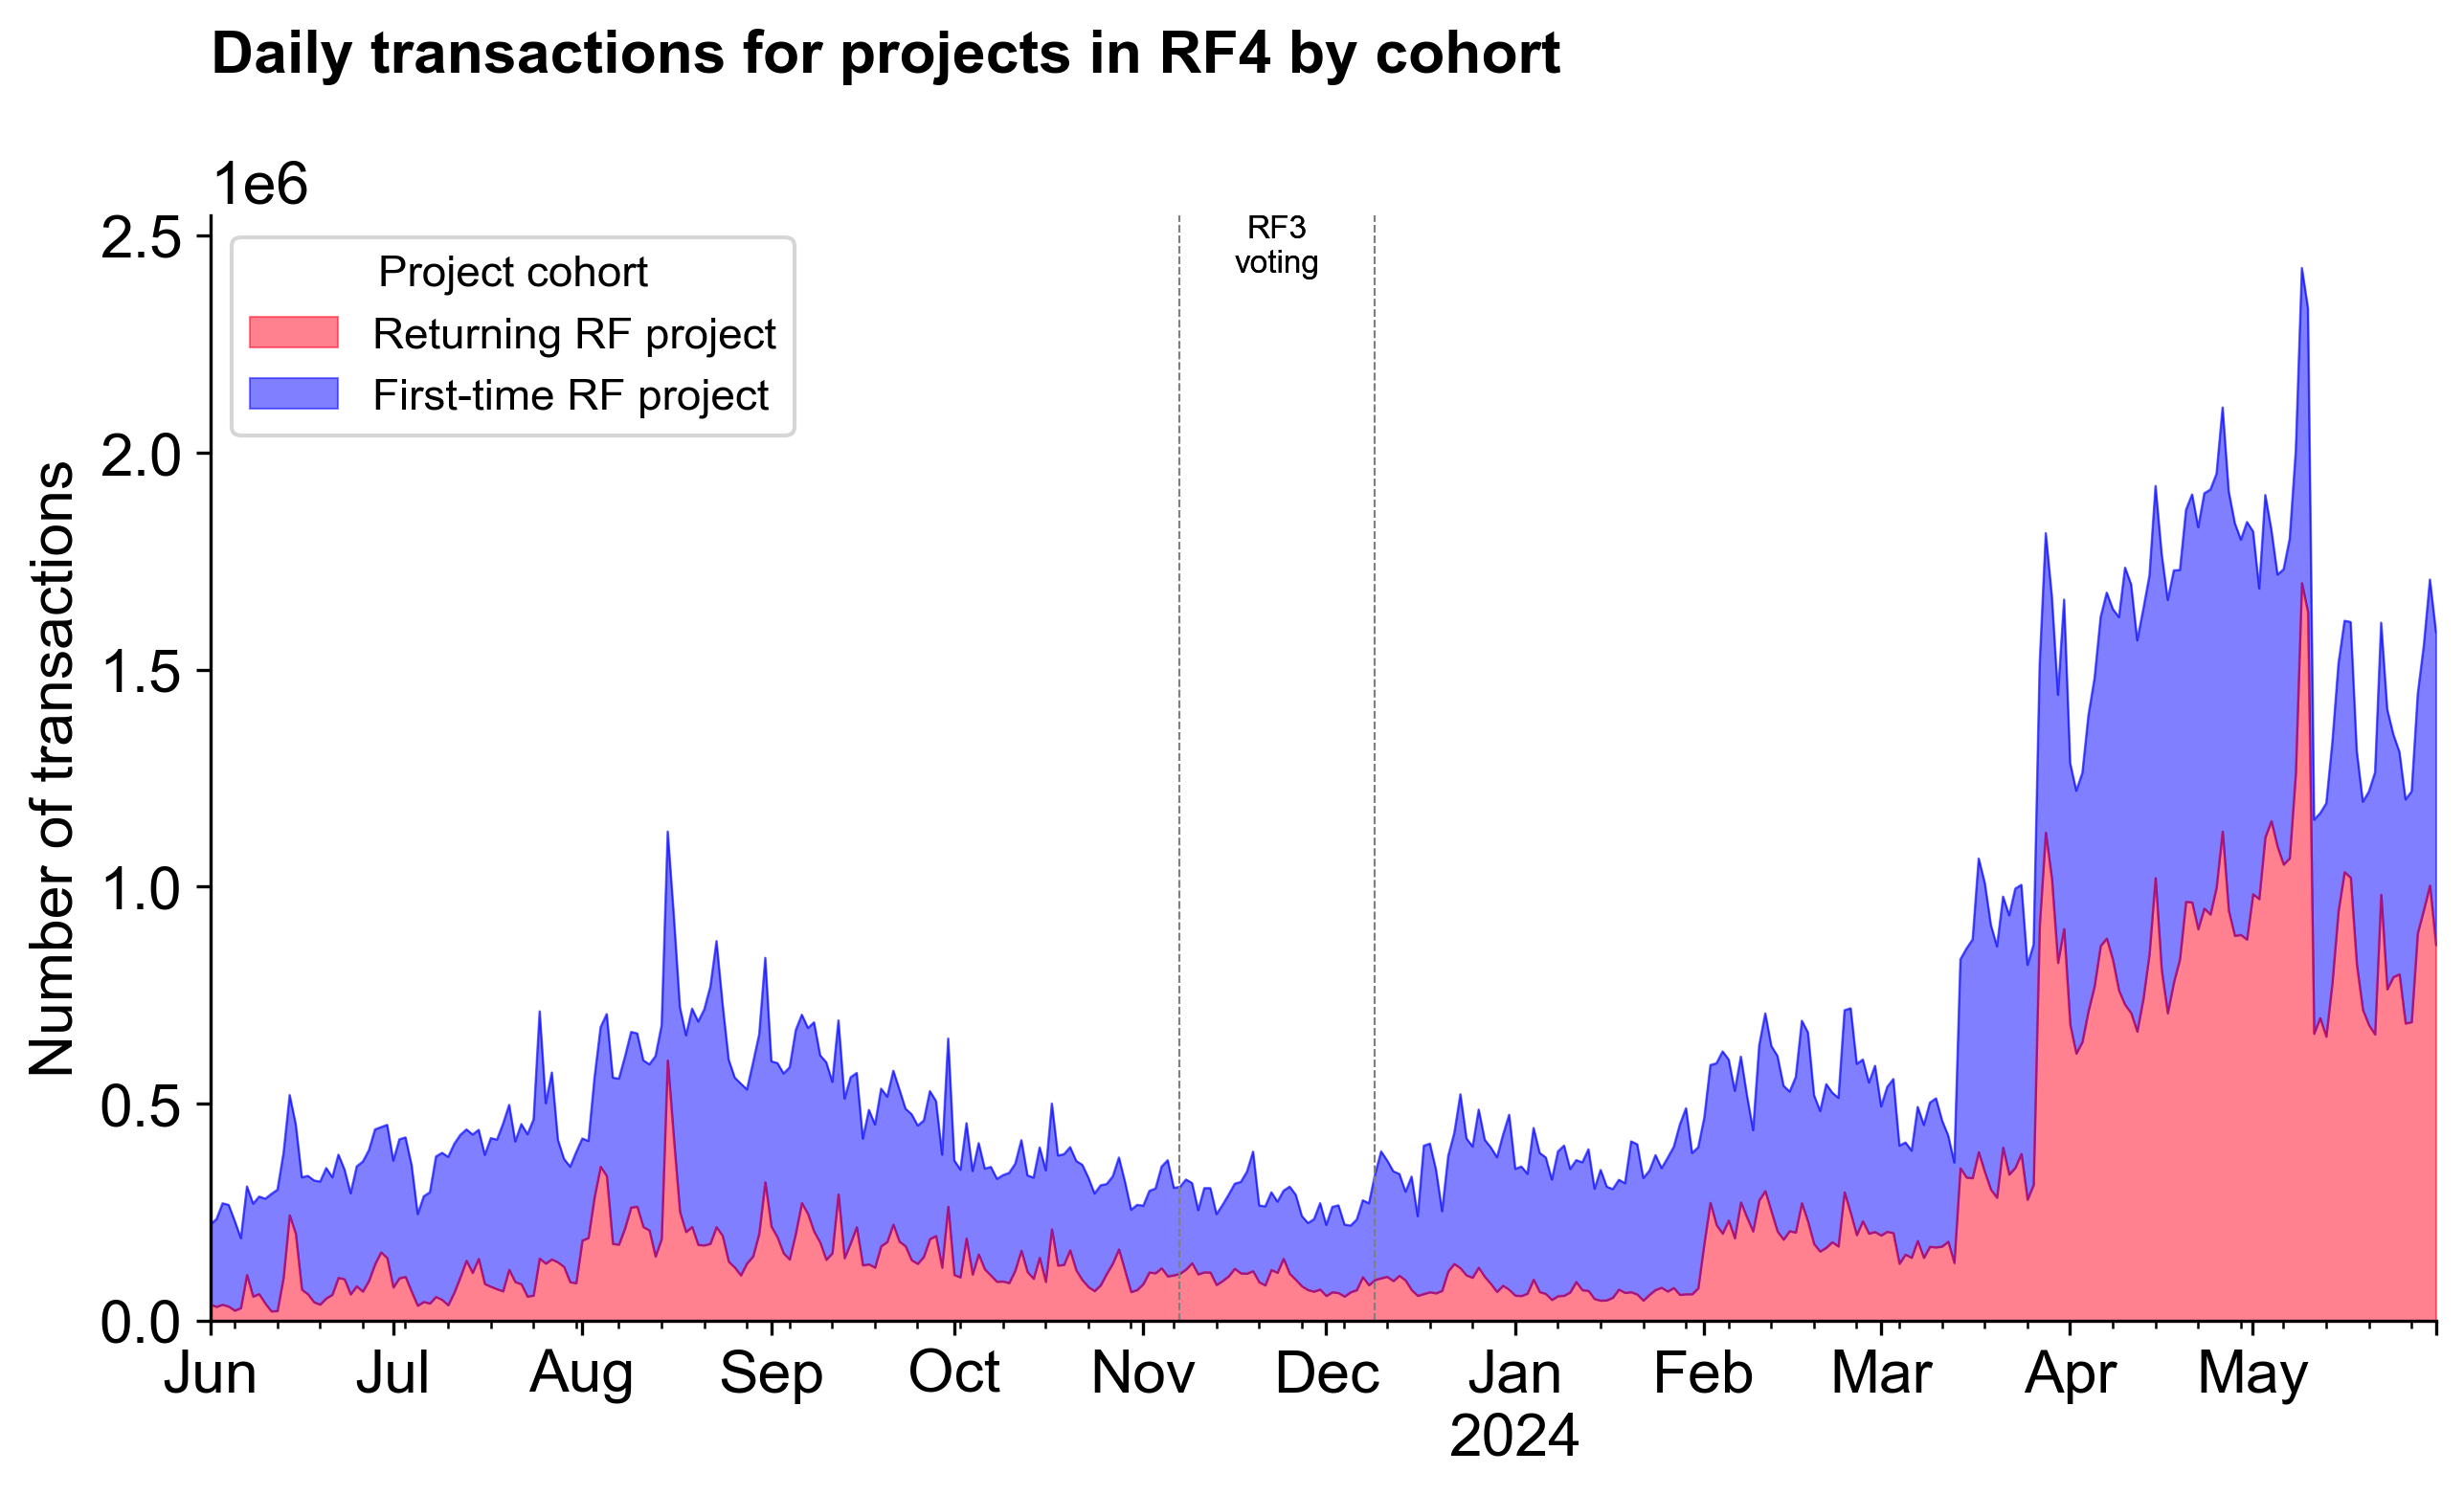 Daily transactions for projects in RF4 by cohort
1e6
2.5
2.0
1.5
1.0
0.5
0.0
Number of transactions
Project cohort
Returning RF project
First-time RF project
RF3
voting
Jun Jul Aug Sep Oct Nov Dec Jan Feb Mar Apr May
2024